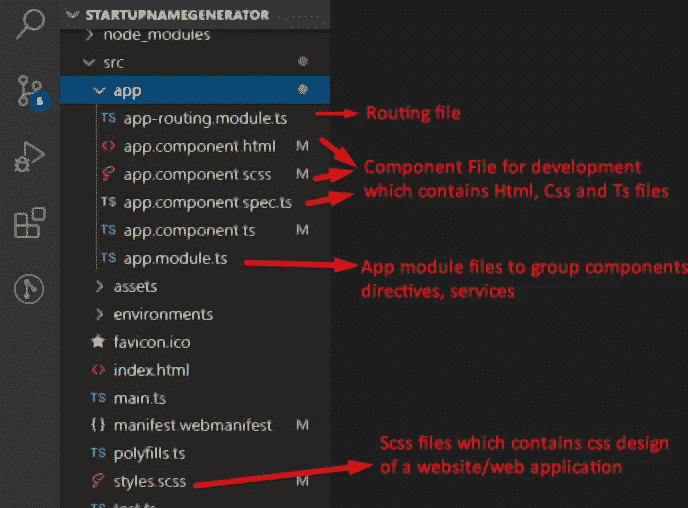 STARTUPNAMEGENERATOR
node_modules
src
app
TS app-routing.module.ts
Routing file
<> app.component html M
app.component scss M
Component File for development
which contains Html, Css and Ts files
TS app.component spec.ts
TS app.component ts M
TS app.module.ts
App module files to group components
directives, services
assets
environments
favicon.ico
<> index.html
TS main.ts
{} manifest webmanifest M
TS polyfills.ts
Scss files which contains css design
of a website/web application
styles.scss M